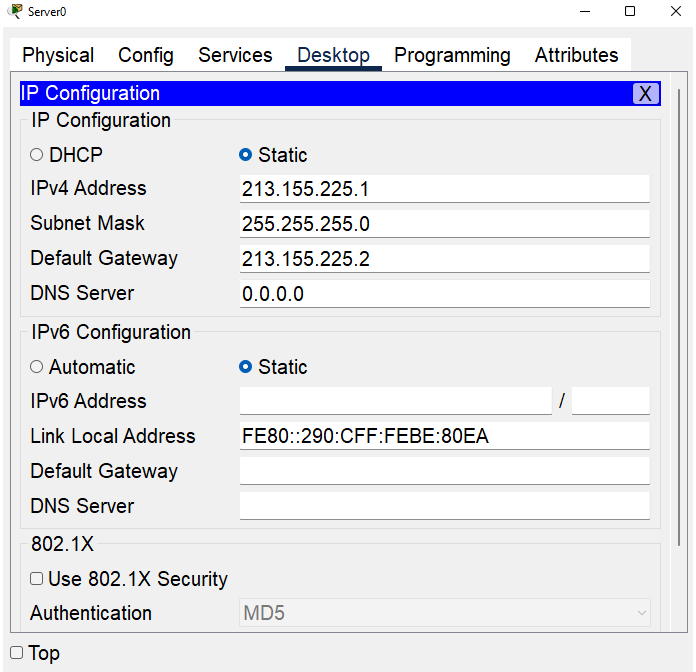 Server0
Physical Config Services Desktop Programming Attributes
IP Configuration X
IP Configuration
DHCP Static
IPv4 Address 213.155.225.1
Subnet Mask 255.255.255.0
Default Gateway 213.155.225.2
DNS Server 0.0.0.0
IPv6 Configuration
Automatic Static
IPv6 Address /
Link Local Address FE80::290:CFF:FEBE:80EA
Default Gateway
DNS Server
802.1X
Use 802.1X Security
Authentication MD5
Top